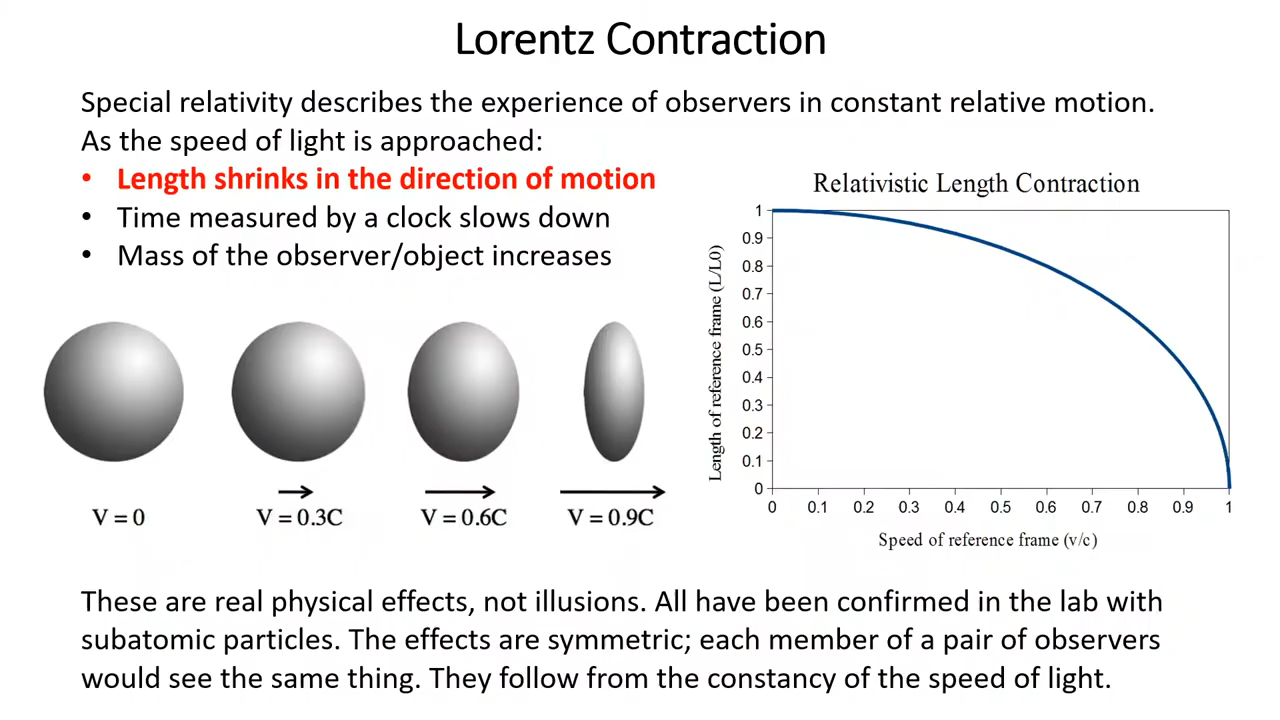 Lorentz Contraction
Special relativity describes the experience of observers in constant relative motion.
As the speed of light is approached:
• Length shrinks in the direction of motion
• Time measured by a clock slows down
• Mass of the observer/object increases
V = 0
V = 0.3C
V = 0.6C
V = 0.9C
Relativistic Length Contraction
Length of reference frame (L/L0)
1
0.9
0.8
0.7
0.6
0.5
0.4
0.3
0.2
0.1
0
0 0.1 0.2 0.3 0.4 0.5 0.6 0.7 0.8 0.9 1
Speed of reference frame (v/c)
These are real physical effects, not illusions. All have been confirmed in the lab with
subatomic particles. The effects are symmetric; each member of a pair of observers
would see the same thing. They follow from the constancy of the speed of light.